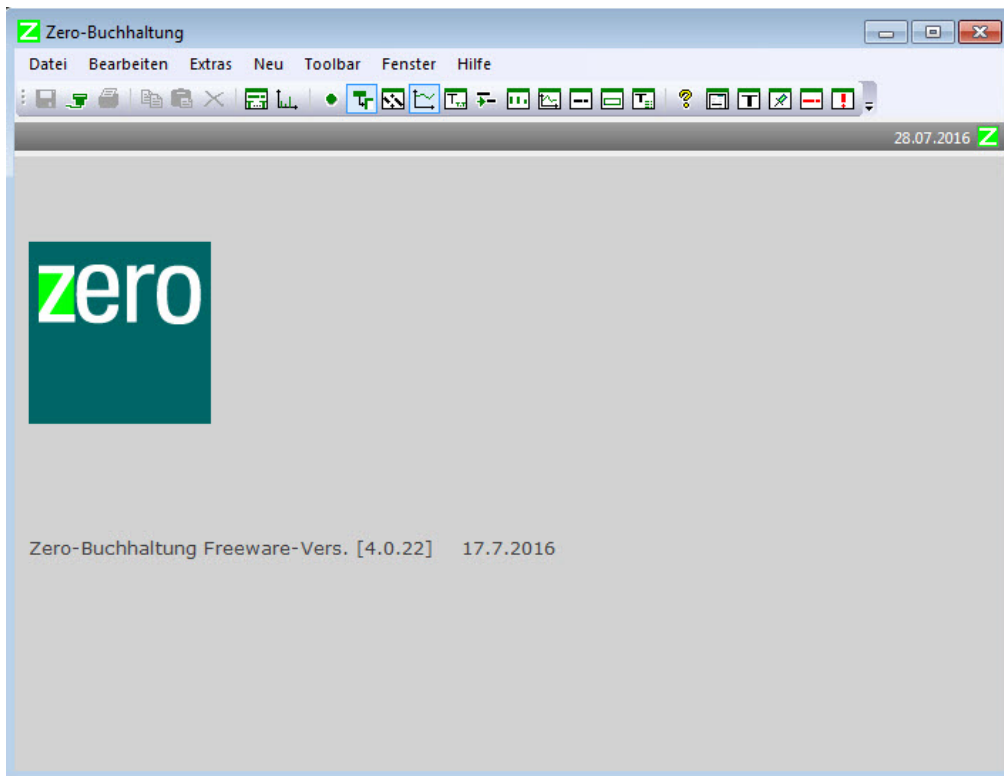 Zero-Buchhaltung
Datei Bearbeiten Extras Neu Toolbar Fenster Hilfe
28.07.2016
zero
Zero-Buchhaltung Freeware-Vers. [4.0.22] 17.7.2016